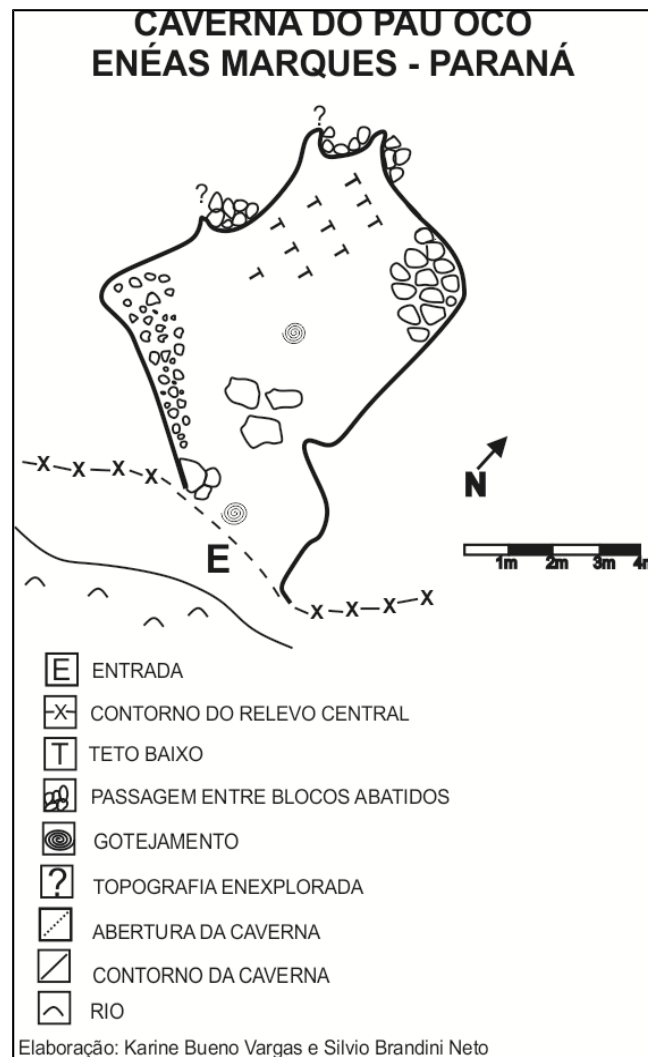 CAVERNA DO PAU OCO
ENÉAS MARQUES - PARANÁ
?
?
T
T T
T T T
T T
T T
X X X X
E
N
1m 2m 3m 4m
X X X X
E ENTRADA
-X- CONTORNO DO RELEVO CENTRAL
T TETO BAIXO
PASSAGEM ENTRE BLOCOS ABATIDOS
GOTEJAMENTO
? TOPOGRAFIA ENEXPLORADA
ABERTURA DA CAVERNA
CONTORNO DA CAVERNA
RIO
Elaboração: Karine Bueno Vargas e Silvio Brandini Neto